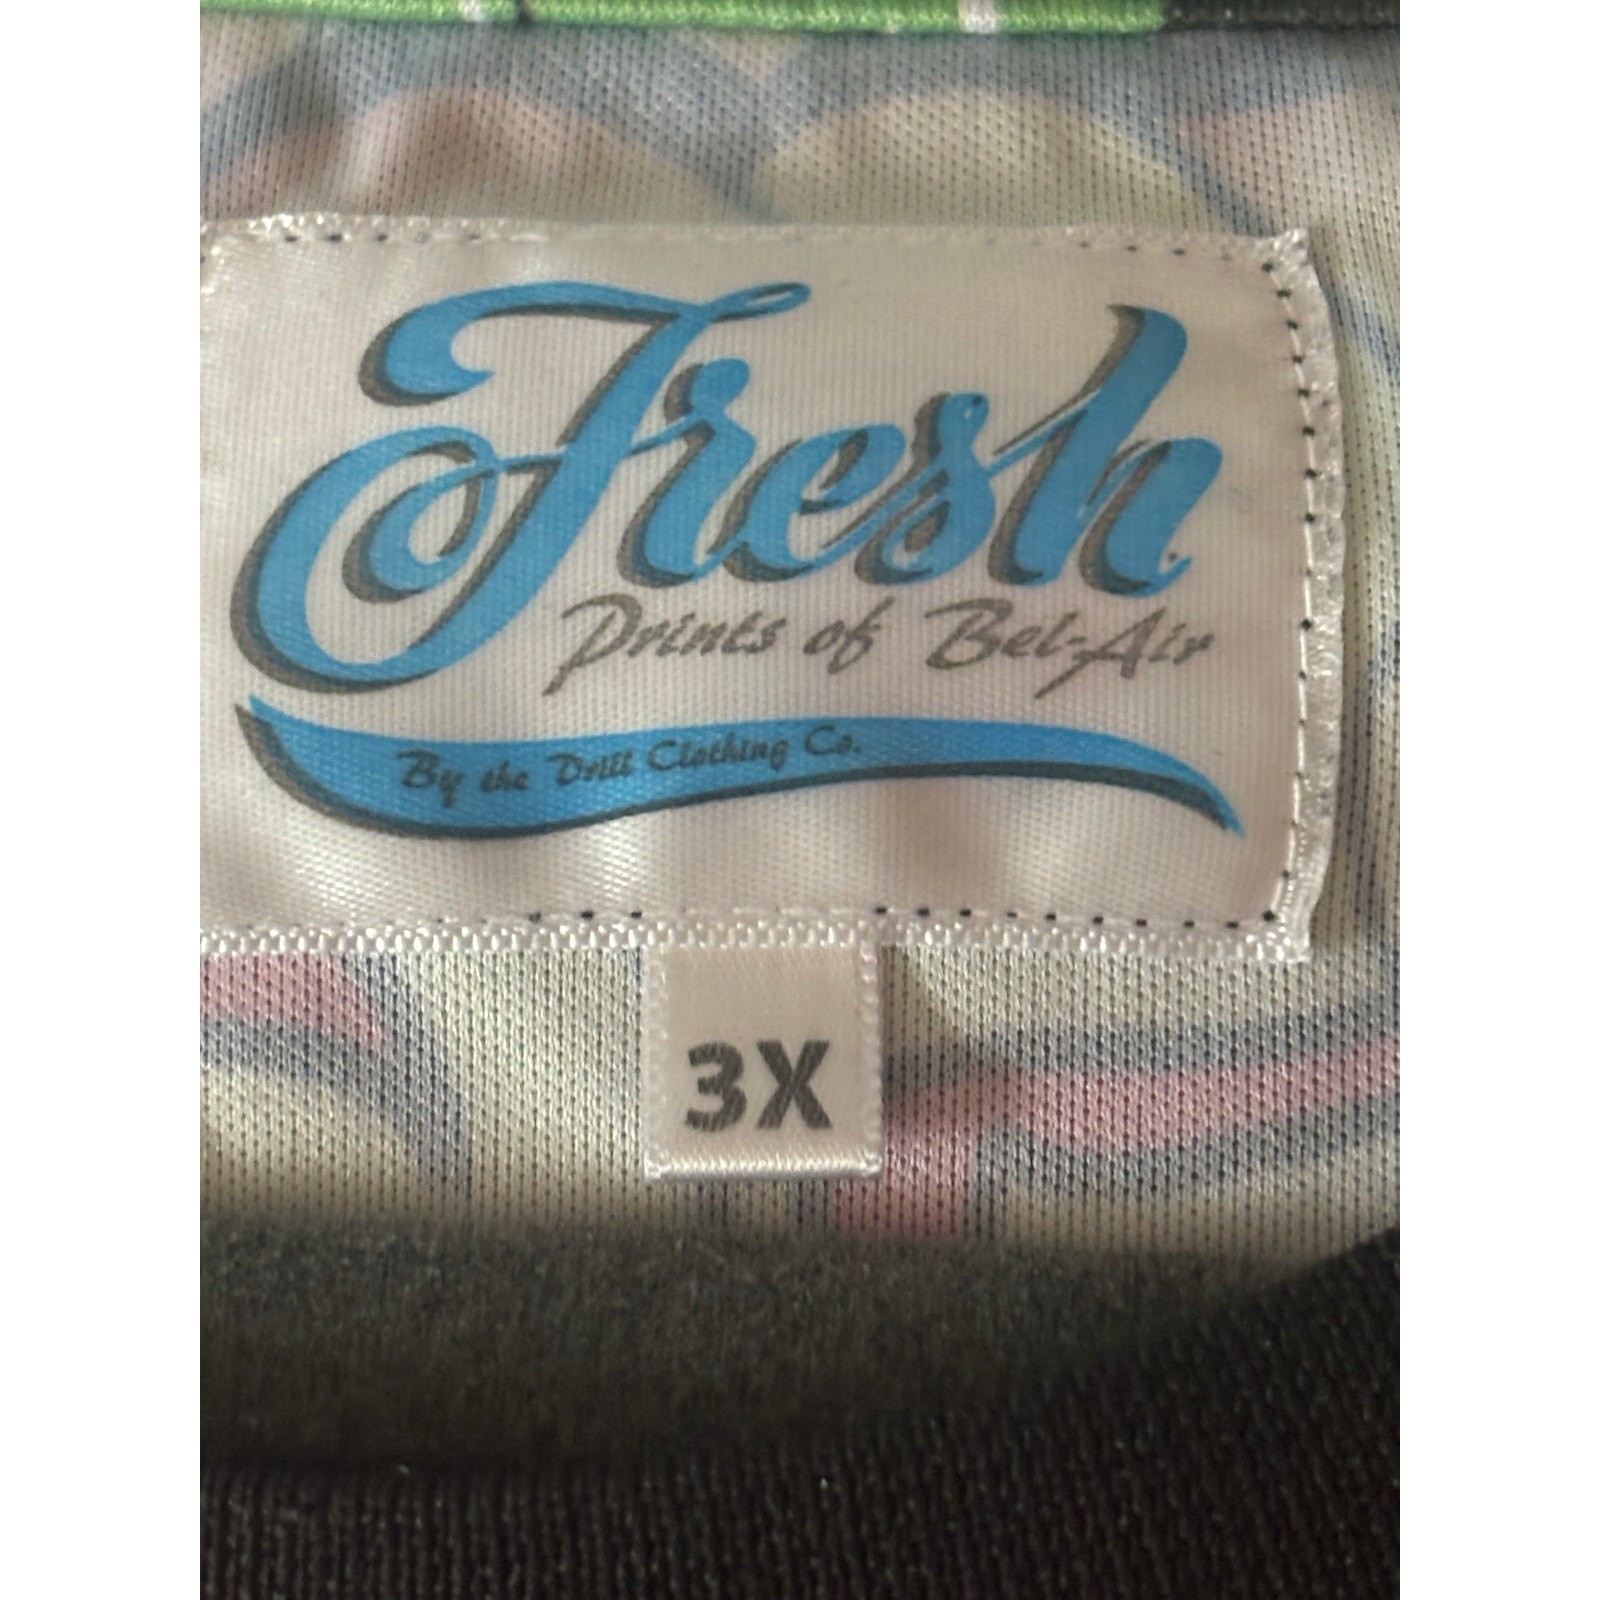 Fresh
Prints of Bel-Air
By the Drill Clothing Co.
3X